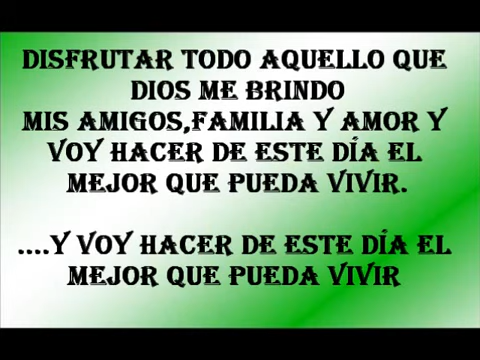 DISFRUTAR TODO AQUELLO QUE
DIOS ME BRINDO
MIS AMIGOS,FAMILIA Y AMOR Y
VOY HACER DE ESTE DÍA EL
MEJOR QUE PUEDA VIVIR.
....Y VOY HACER DE ESTE DÍA EL
MEJOR QUE PUEDA VIVIR